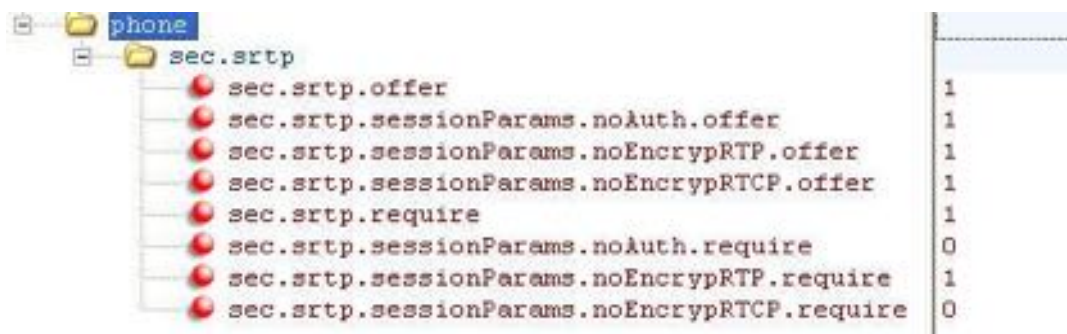 phone
sec.srtp
sec.srtp.offer 1
sec.srtp.sessionParams.noAuth.offer 1
sec.srtp.sessionParams.noEncrypRTP.offer 1
sec.srtp.sessionParams.noEncrypRTCP.offer 1
sec.srtp.require 1
sec.srtp.sessionParams.noAuth.require 0
sec.srtp.sessionParams.noEncrypRTP.require 1
sec.srtp.sessionParams.noEncrypRTCP.require 0